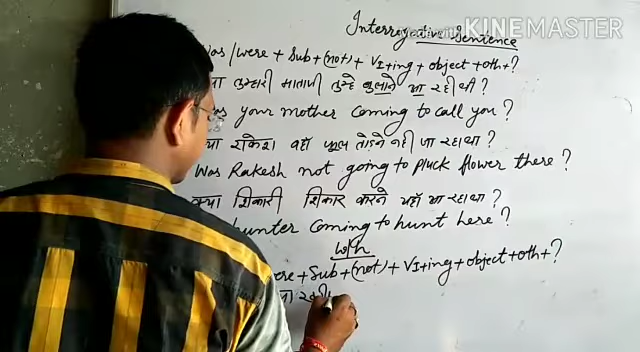 Interrogative Sentence
KINEMASTER
Was/were + Sub + (not) + V1+ing + object + oth + ?
तुम्हारी माताजी तुम्हे बुलाने आ रही थी ?
your mother coming to call you ?
क्या राकेश वहाँ फूल तोड़ने नही जा रहा था ?
Was Rakesh not going to pluck flower there ?
क्या शिकारी शिकार करने यहाँ आ रहा था ?
hunter coming to hunt here ?
Wh
ere + Sub + (not) + V1+ing + object + oth + ?